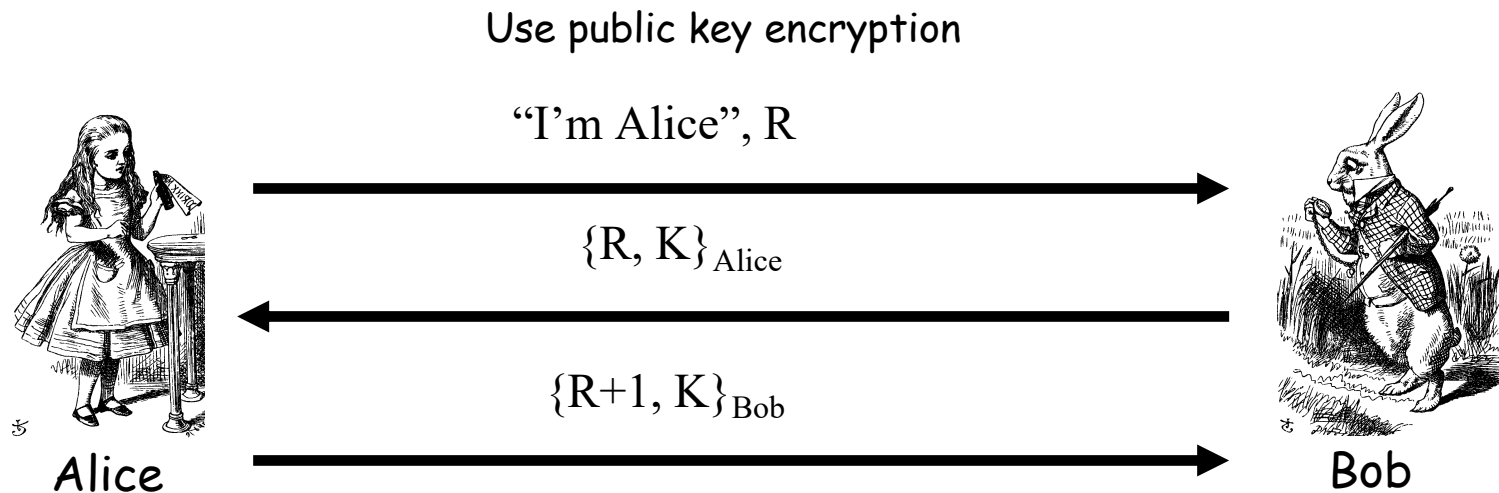 Use public key encryption
“I’m Alice”, R
{R, K}Alice
{R+1, K}Bob
Alice
Bob